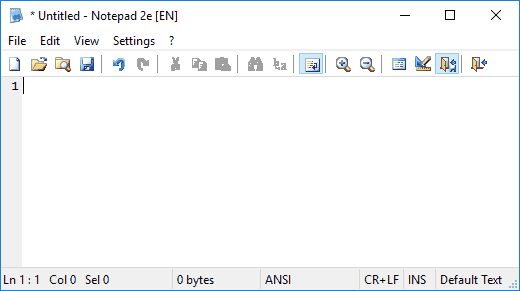 * Untitled - Notepad 2e [EN]
File Edit View Settings ?
1
Ln 1 : 1 Col 0 Sel 0 0 bytes ANSI CR+LF INS Default Text